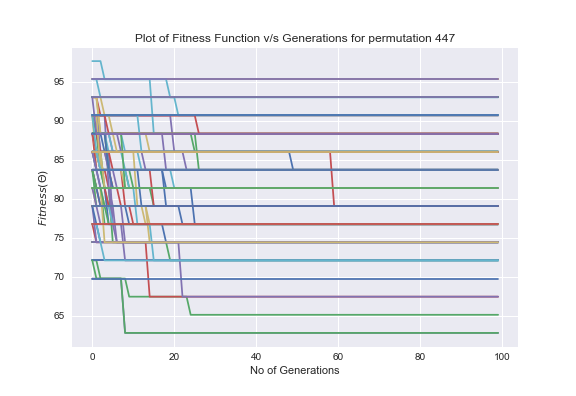 Plot of Fitness Function v/s Generations for permutation 447
95
90
85
80
75
70
65
Fitness(Θ)
0 20 40 60 80 100
No of Generations